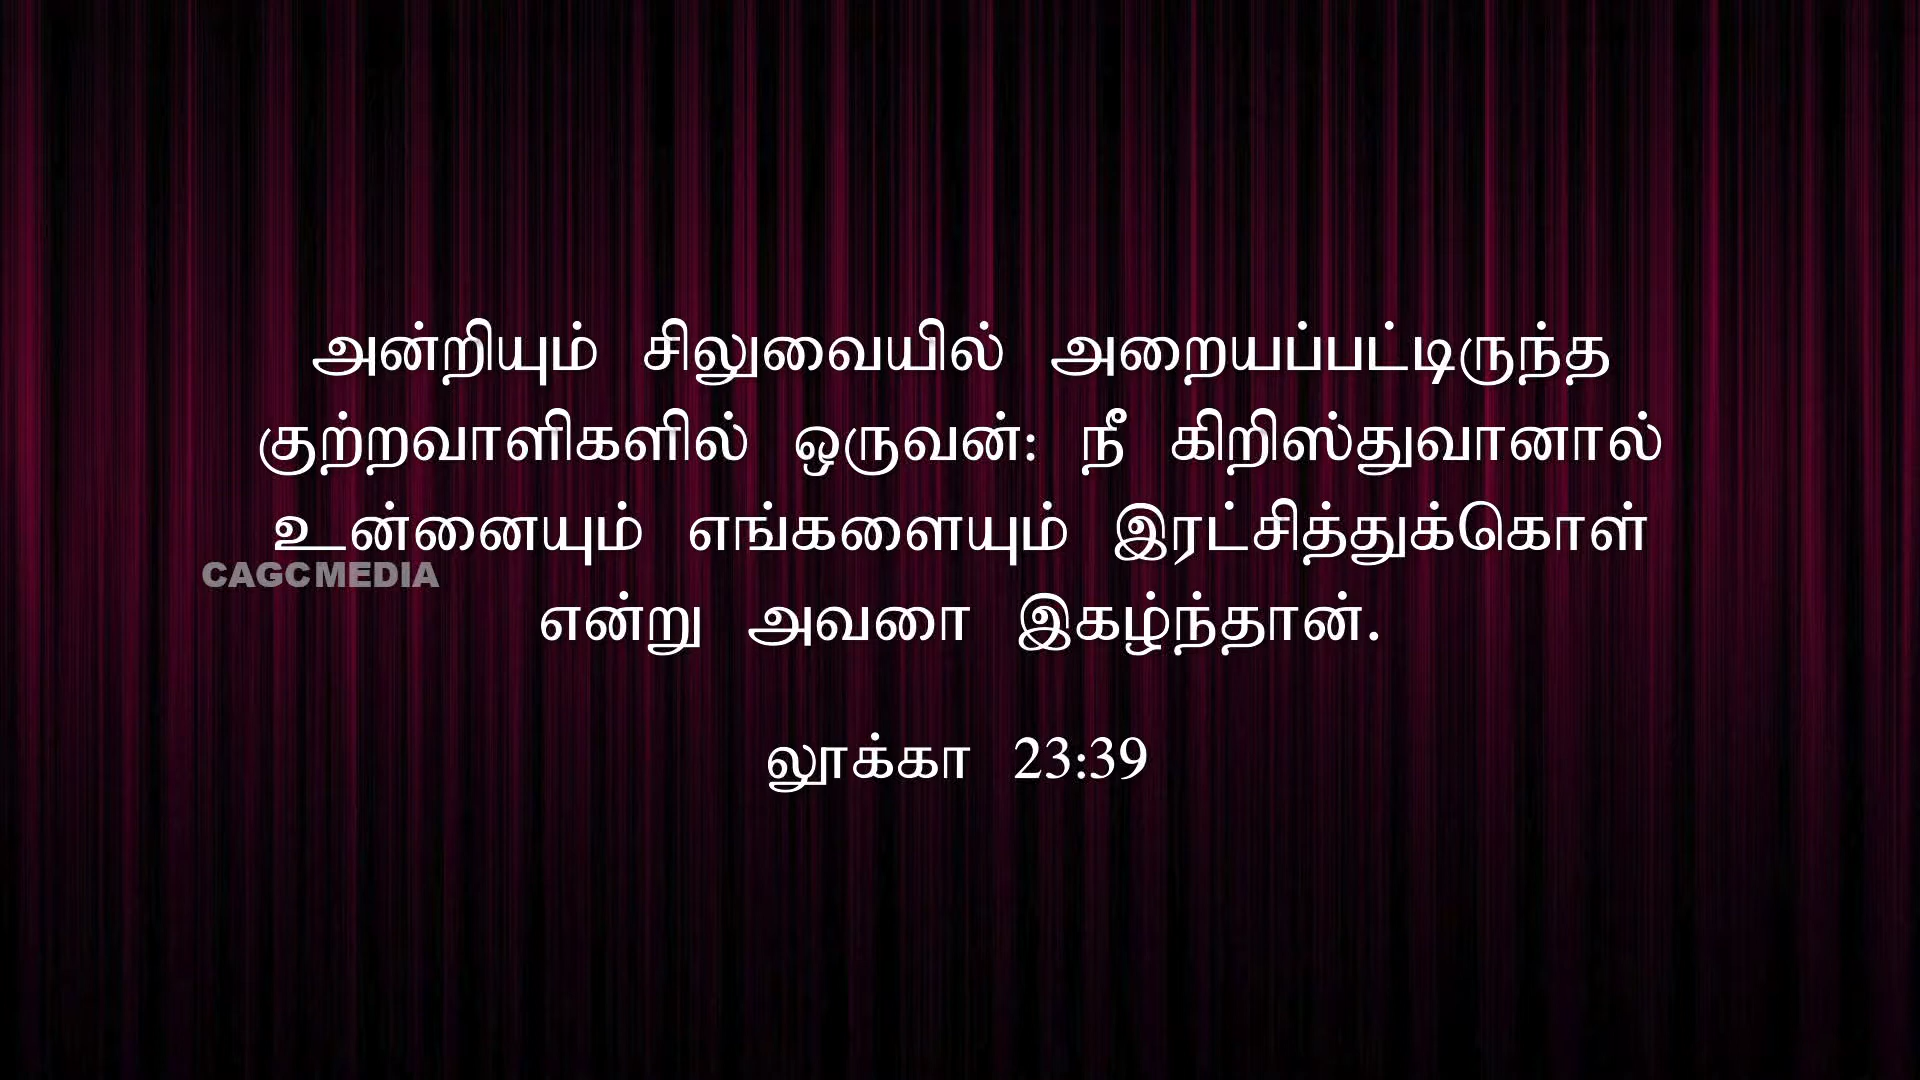 அன்றியும் சிலுவையில் அறையப்பட்டிருந்த
குற்றவாளிகளில் ஒருவன்: நீ கிறிஸ்துவானால்
உன்னையும் எங்களையும் இரட்சித்துக்கொள்
CAGCMEDIA
என்று அவரை இகழ்ந்தான்.
லூக்கா 23:39